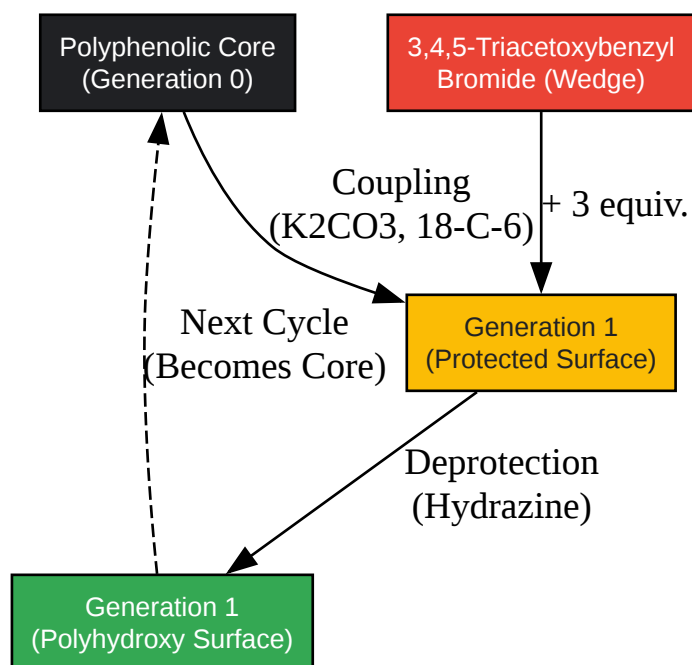 Polyphenolic Core
(Generation 0)
3,4,5-Triacetoxybenzyl
Bromide (Wedge)
Coupling
(K2CO3, 18-C-6)
+ 3 equiv.
Next Cycle
(Becomes Core)
Generation 1
(Protected Surface)
Deprotection
(Hydrazine)
Generation 1
(Polyhydroxy Surface)